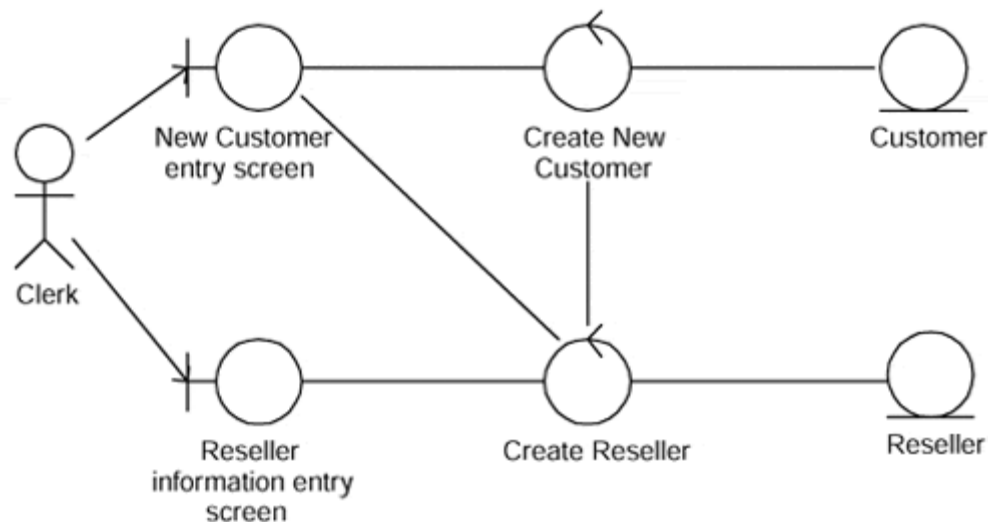 New Customer
entry screen
Create New
Customer
Customer
Clerk
Reseller
information entry
screen
Create Reseller
Reseller